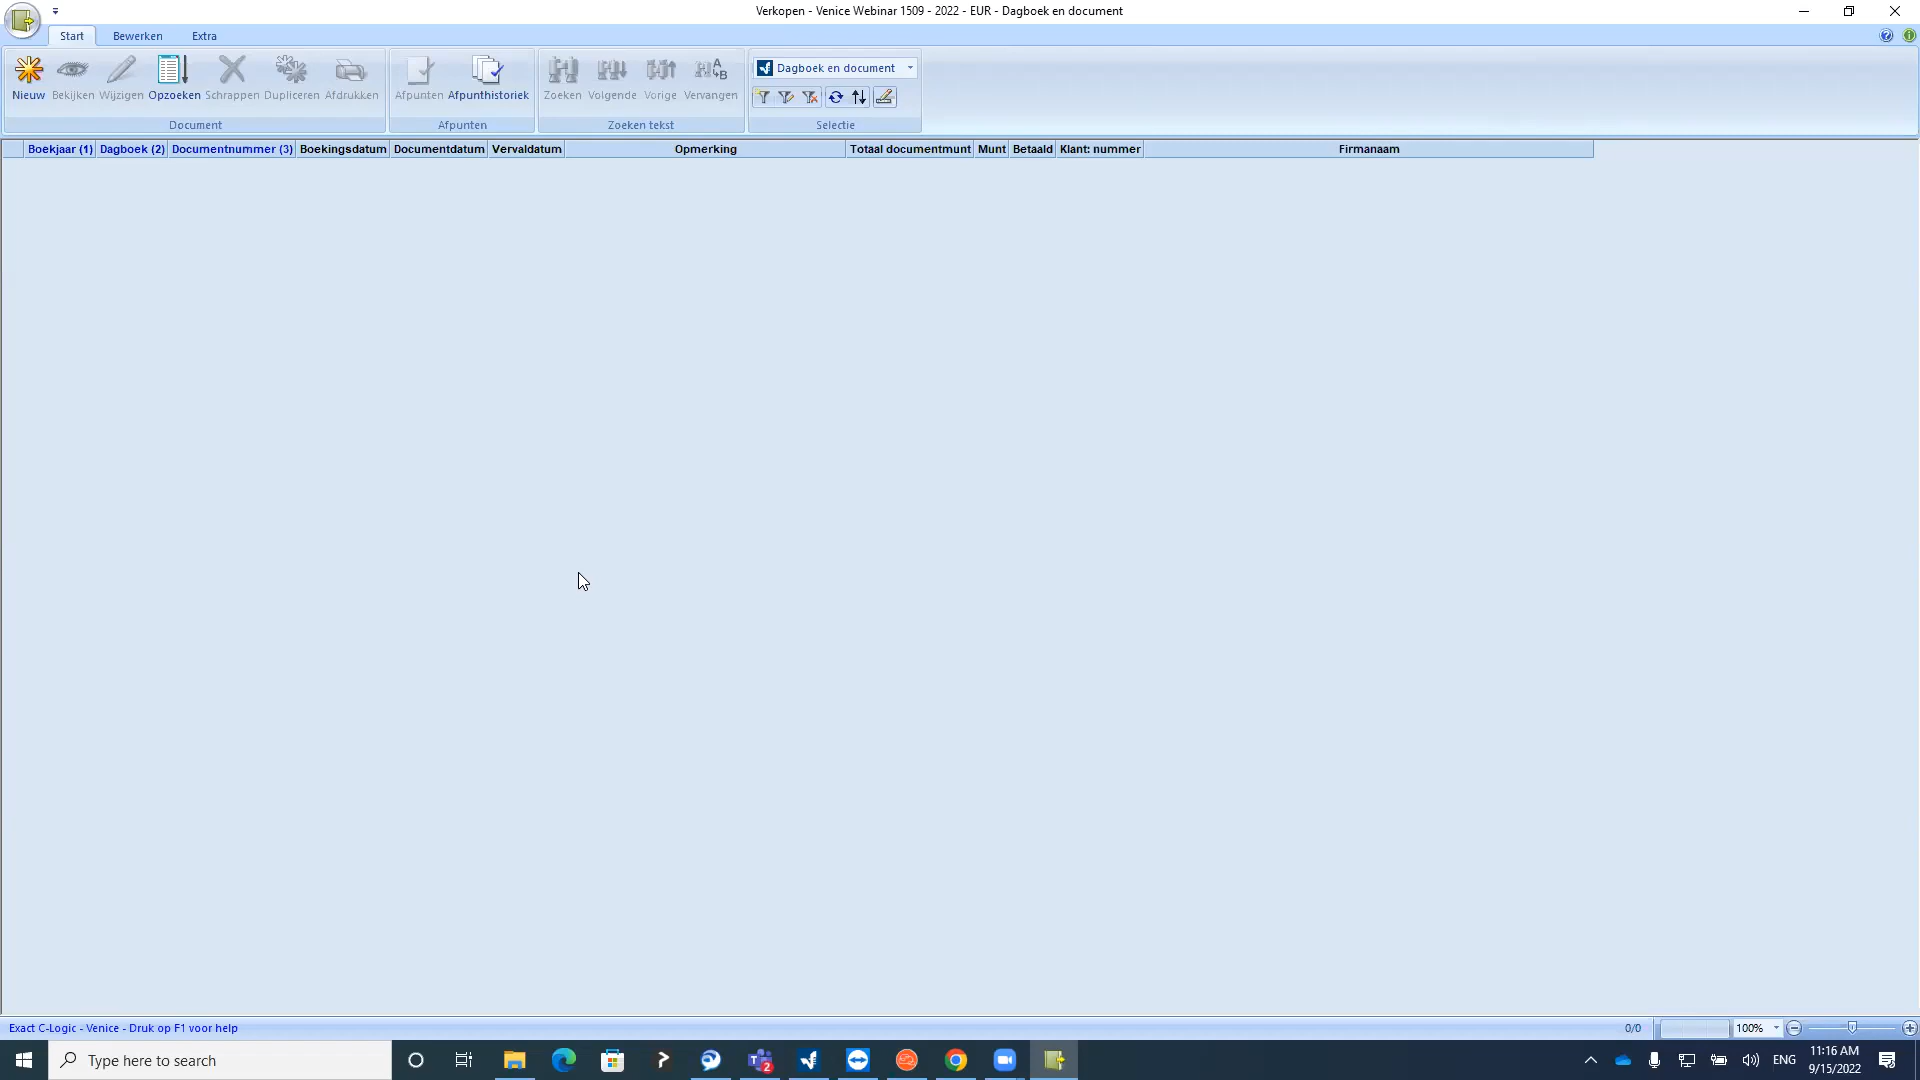 Verkopen - Venice Webinar 1509 - 2022 - EUR - Dagboek en document
Start Bewerken Extra
Nieuw Bekijken Wijzigen Opzoeken Schrappen Dupliceren Afdrukken Afpunten Afpunthistoriek Zoeken Volgende Vorige Vervangen Dagboek en document
Document Afpunten Zoeken tekst Selectie
Boekjaar (1) Dagboek (2) Documentnummer (3) Boekingsdatum Documentdatum Vervaldatum Opmerking Totaal documentmunt Munt Betaald Klant: nummer Firmanaam
Exact C-Logic - Venice - Druk op F1 voor help 0/0 100%
Type here to search 2 ENG 11:16 AM
9/15/2022